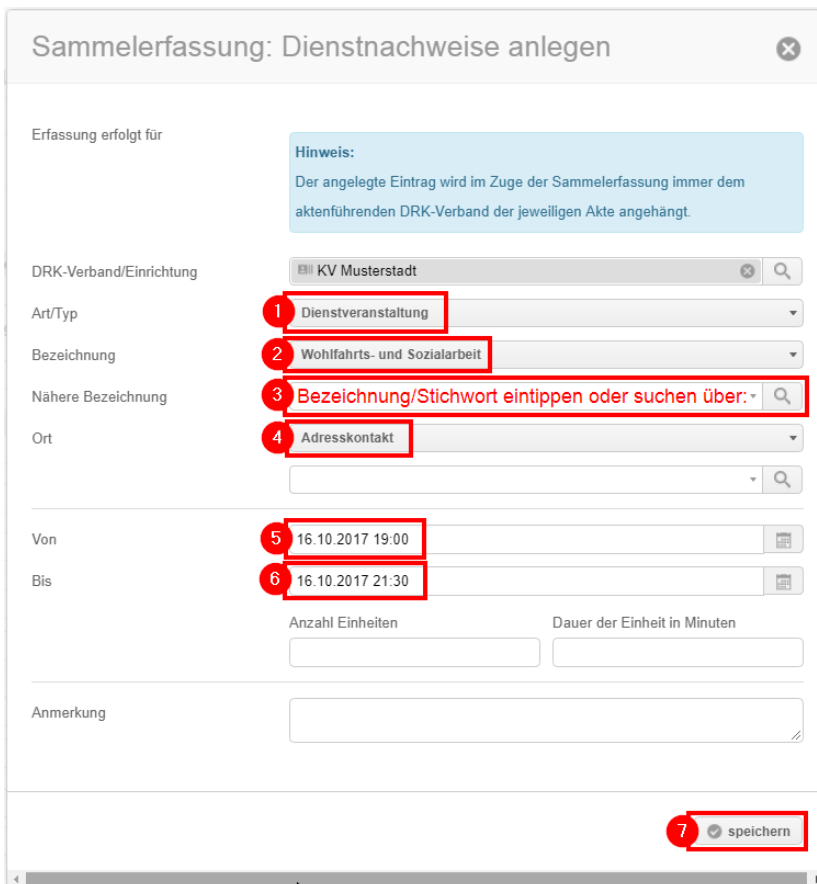 Sammelerfassung: Dienstnachweise anlegen
Erfassung erfolgt für
Hinweis:
Der angelegte Eintrag wird im Zuge der Sammelerfassung immer dem
aktenführenden DRK-Verband der jeweiligen Akte angehängt.
DRK-Verband/Einrichtung KV Musterstadt
Art/Typ 1 Dienstveranstaltung
Bezeichnung 2 Wohlfahrts- und Sozialarbeit
Nähere Bezeichnung 3 Bezeichnung/Stichwort eintippen oder suchen über:
Ort 4 Adresskontakt
Von 5 16.10.2017 19:00
Bis 6 16.10.2017 21:30
Anzahl Einheiten Dauer der Einheit in Minuten
Anmerkung
7 speichern